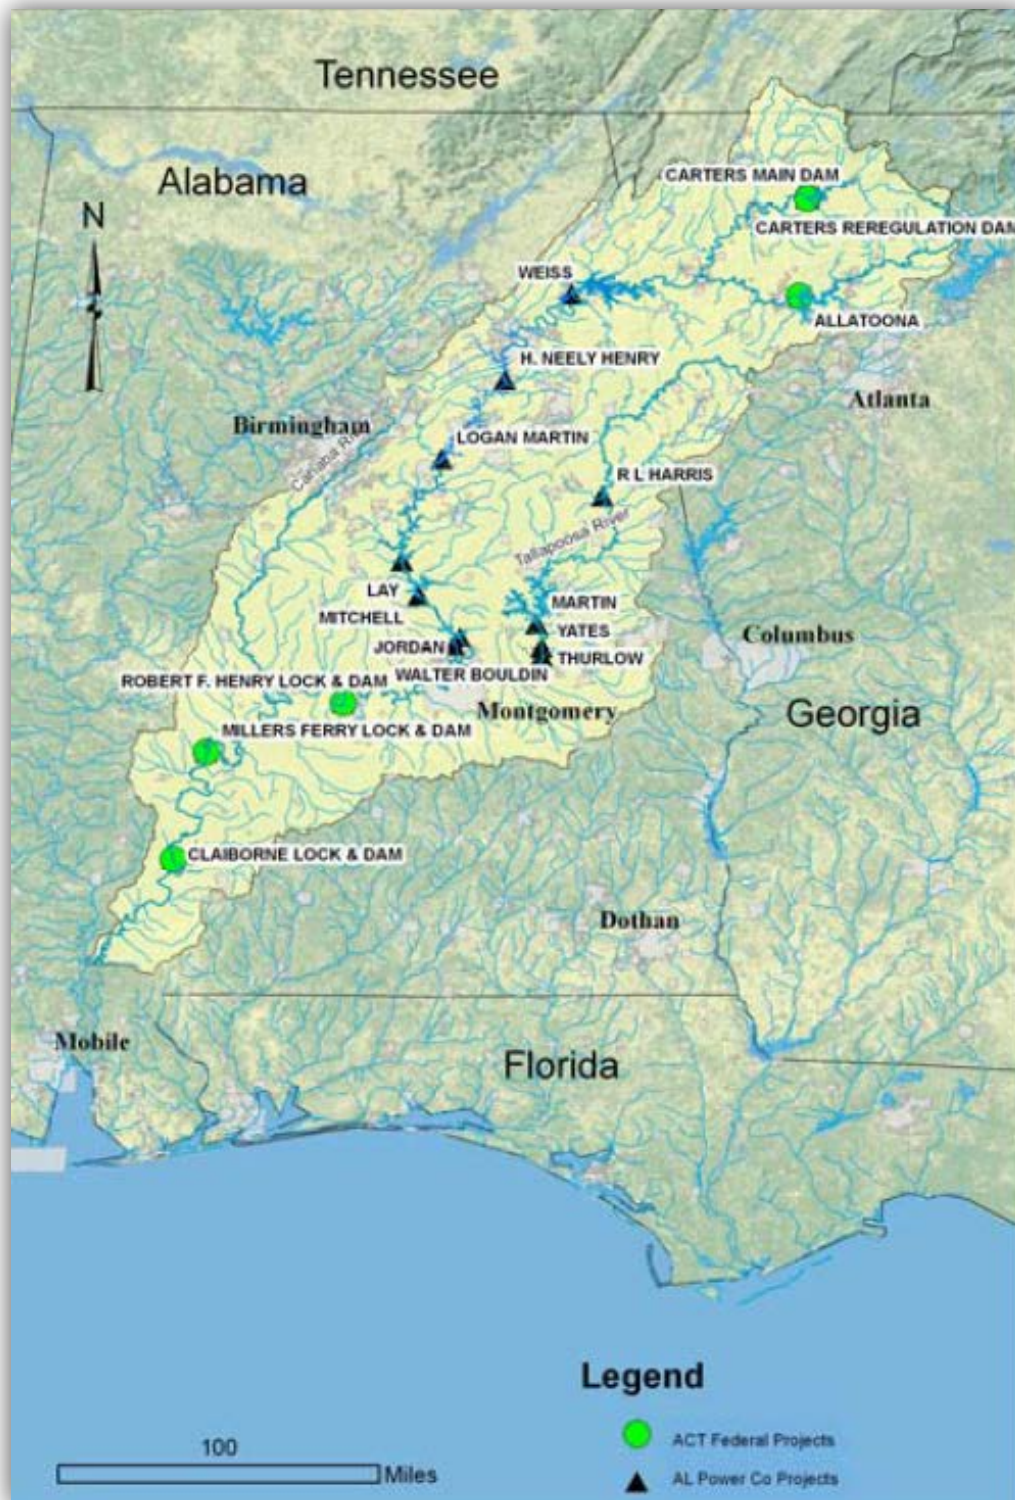 Tennessee
Alabama
N
CARTERS MAIN DAM
CARTERS REREGULATION DAM
WEISS
ALLATOONA
H. NEELY HENRY
Atlanta
Birmingham
LOGAN MARTIN
Cahaba River
R L HARRIS
Tallapoosa River
LAY
MARTIN
MITCHELL
YATES
Columbus
JORDAN
THURLOW
WALTER BOULDIN
ROBERT F. HENRY LOCK & DAM
Montgomery
Georgia
MILLERS FERRY LOCK & DAM
CLAIBORNE LOCK & DAM
Dothan
Mobile
Florida
Legend
ACT Federal Projects
AL Power Co Projects
100
Miles